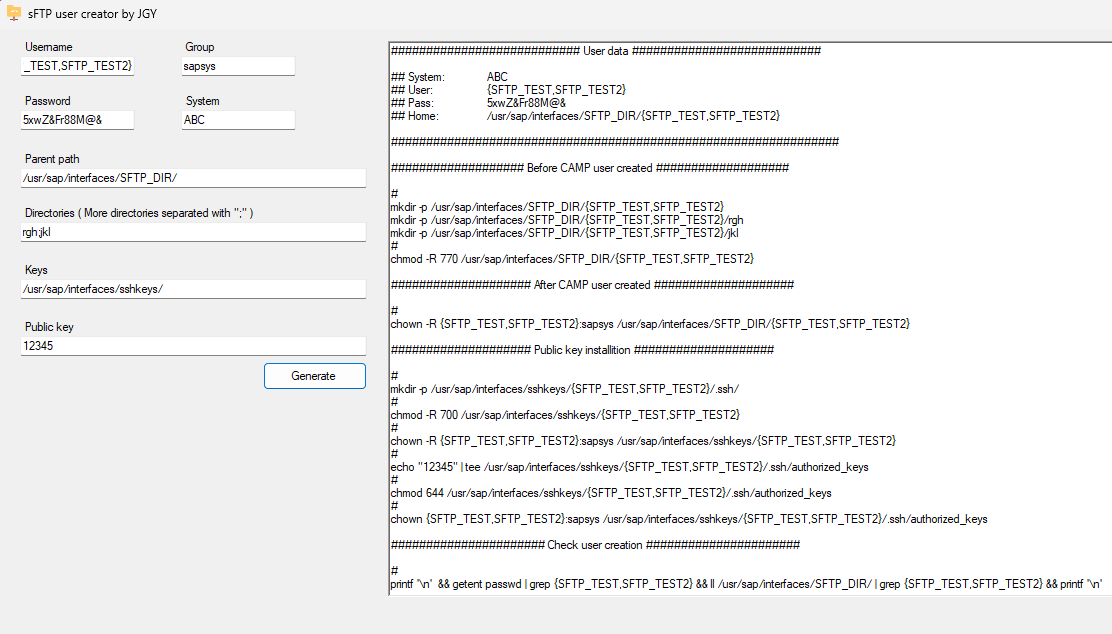 sFTP user creator by JGY
Username
Group
_TEST,SFTP_TEST2}
sapsys
Password
System
5xwZ&Fr88M@&
ABC
Parent path
/usr/sap/interfaces/SFTP_DIR/
Directories ( More directories separated with ";" )
rgh;jkl
Keys
/usr/sap/interfaces/sshkeys/
Public key
12345
Generate
########################### User data ###########################
## System: ABC
## User: {SFTP_TEST,SFTP_TEST2}
## Pass: 5xwZ&Fr88M@&
## Home: /usr/sap/interfaces/SFTP_DIR/{SFTP_TEST,SFTP_TEST2}
################################################################
################### Before CAMP user created ###################
#
mkdir -p /usr/sap/interfaces/SFTP_DIR/{SFTP_TEST,SFTP_TEST2}
mkdir -p /usr/sap/interfaces/SFTP_DIR/{SFTP_TEST,SFTP_TEST2}/rgh
mkdir -p /usr/sap/interfaces/SFTP_DIR/{SFTP_TEST,SFTP_TEST2}/jkl
#
chmod -R 770 /usr/sap/interfaces/SFTP_DIR/{SFTP_TEST,SFTP_TEST2}
#################### After CAMP user created ####################
#
chown -R {SFTP_TEST,SFTP_TEST2}:sapsys /usr/sap/interfaces/SFTP_DIR/{SFTP_TEST,SFTP_TEST2}
#################### Public key installition ####################
#
mkdir -p /usr/sap/interfaces/sshkeys/{SFTP_TEST,SFTP_TEST2}/.ssh/
#
chmod -R 700 /usr/sap/interfaces/sshkeys/{SFTP_TEST,SFTP_TEST2}
#
chown -R {SFTP_TEST,SFTP_TEST2}:sapsys /usr/sap/interfaces/sshkeys/{SFTP_TEST,SFTP_TEST2}
#
echo "12345" | tee /usr/sap/interfaces/sshkeys/{SFTP_TEST,SFTP_TEST2}/.ssh/authorized_keys
#
chmod 644 /usr/sap/interfaces/sshkeys/{SFTP_TEST,SFTP_TEST2}/.ssh/authorized_keys
#
chown {SFTP_TEST,SFTP_TEST2}:sapsys /usr/sap/interfaces/sshkeys/{SFTP_TEST,SFTP_TEST2}/.ssh/authorized_keys
###################### Check user creation ######################
#
printf '\n' && getent passwd | grep {SFTP_TEST,SFTP_TEST2} && ll /usr/sap/interfaces/SFTP_DIR/ | grep {SFTP_TEST,SFTP_TEST2} && printf '\n'